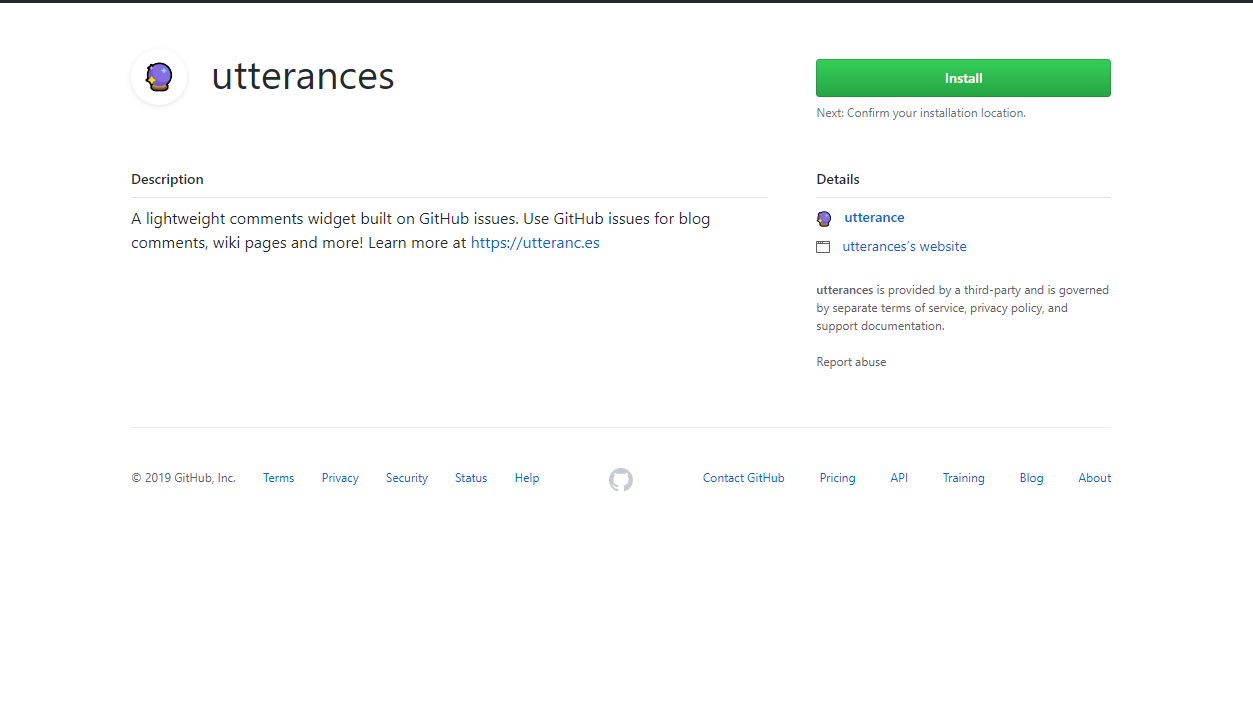 utterances
Install
Next: Confirm your installation location.
Description
A lightweight comments widget built on GitHub issues. Use GitHub issues for blog
comments, wiki pages and more! Learn more at https://utteranc.es
Details
utterance
utterances's website
utterances is provided by a third-party and is governed
by separate terms of service, privacy policy, and
support documentation.
Report abuse
© 2019 GitHub, Inc. Terms Privacy Security Status Help Contact GitHub Pricing API Training Blog About